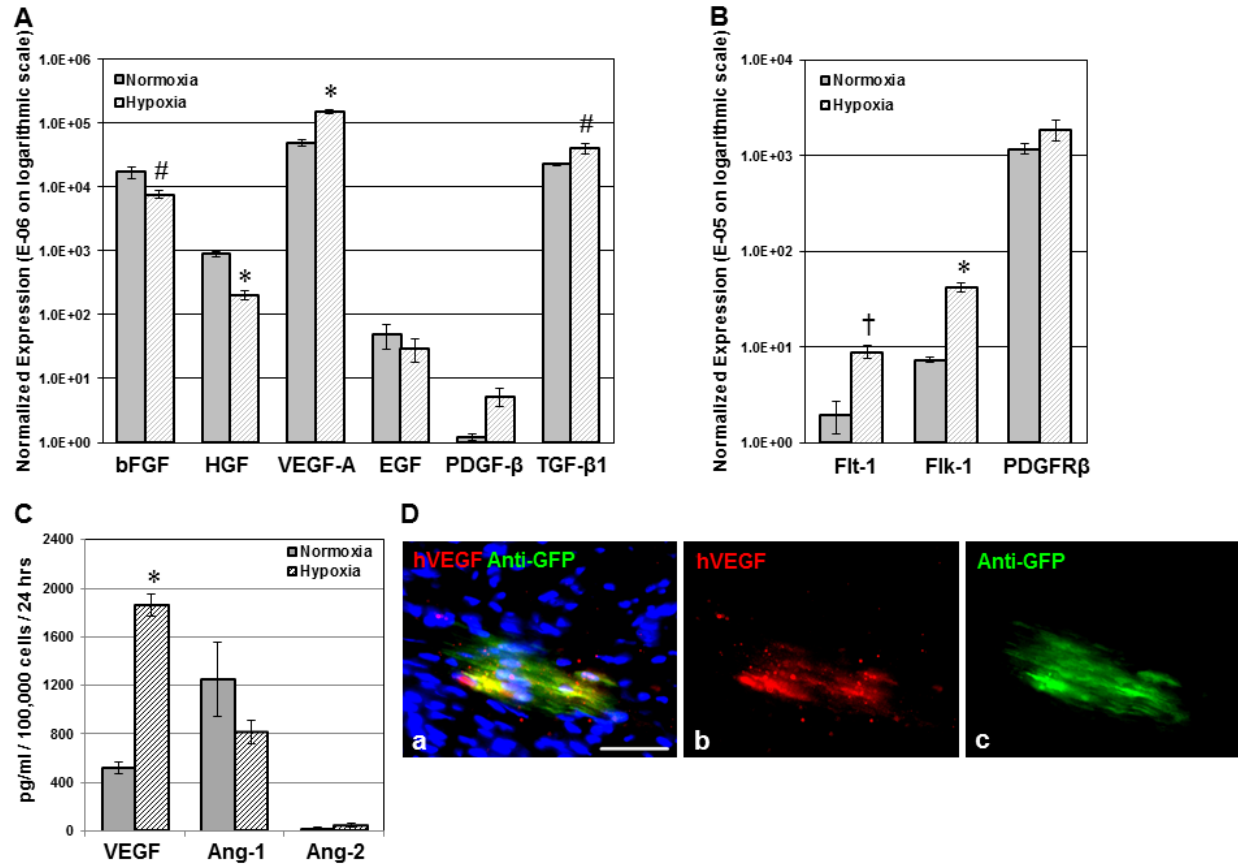 A
Normalized Expression (E-06 on logarithmic scale)
1.0E+06
1.0E+05
1.0E+04
1.0E+03
1.0E+02
1.0E+01
1.0E+00
Normoxia
Hypoxia
#
*
*
#
bFGF HGF VEGF-A EGF PDGF-β TGF-β1
B
Normalized Expression (E-05 on logarithmic scale)
1.0E+04
1.0E+03
1.0E+02
1.0E+01
1.0E+00
Normoxia
Hypoxia
†
*
Flt-1 Flk-1 PDGFRβ
C
pg/ml / 100,000 cells / 24 hrs
2400
2000
1600
1200
800
400
0
Normoxia
Hypoxia
*
VEGF Ang-1 Ang-2
D
hVEGF Anti-GFP
a
hVEGF
b
Anti-GFP
c